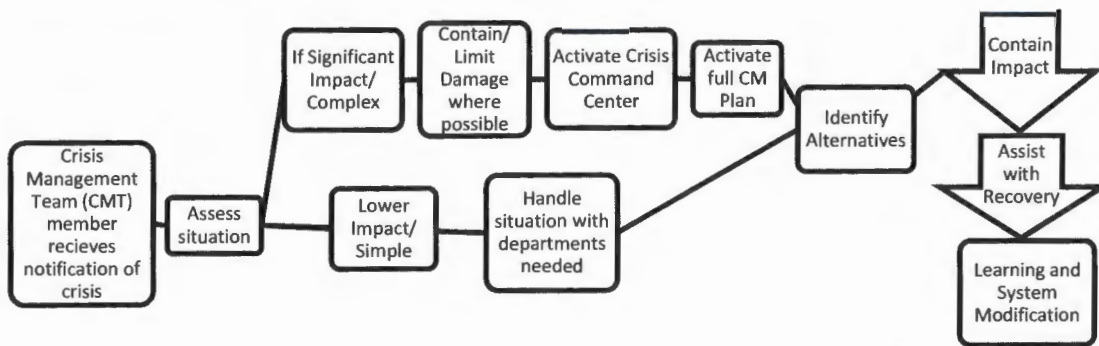 Crisis
Management
Team (CMT)
member
recieves
notification of
crisis
Assess
situation
If Significant
Impact/
Complex
Contain/
Limit
Damage
where
possible
Activate Crisis
Command
Center
Activate
full CM
Plan
Lower
Impact/
Simple
Handle
situation with
departments
needed
Identify
Alternatives
Contain
Impact
Assist
with
Recovery
Learning and
System
Modification